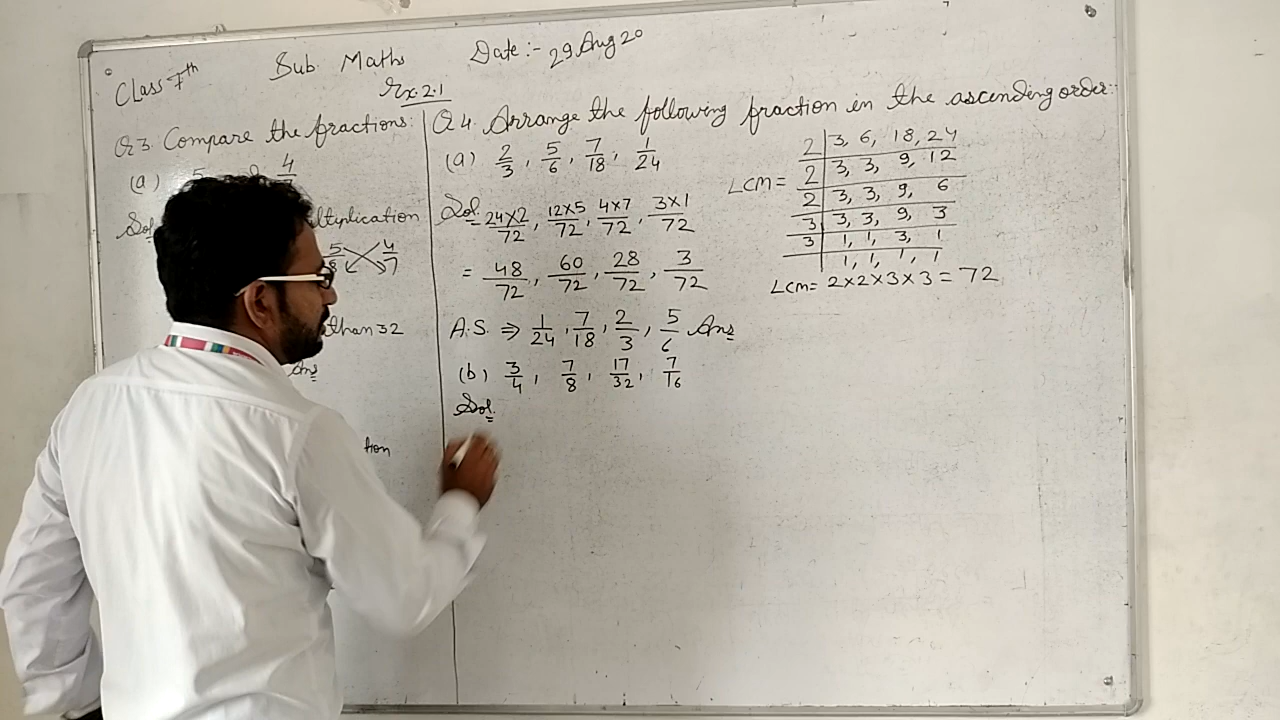 Class 7th Sub Maths Date:- 29 Aug 20
Ex. 2.1
Q3. Compare the fractions:
(a) 5 4
Sol
ultiplication
5/8 4/7
than 32
Ans
tion
Q4. Arrange the following fraction in the ascending order:
(a) 2/3, 5/6, 7/18, 1/24
Sol. = 24×2/72, 12×5/72, 4×7/72, 3×1/72
= 48/72, 60/72, 28/72, 3/72
A.S. ⇒ 1/24, 7/18, 2/3, 5/6 Ans
(b) 3/4, 7/8, 17/32, 7/16
Sol.
LCM =
2 | 3, 6, 18, 24
2 | 3, 3, 9, 12
2 | 3, 3, 9, 6
3 | 3, 3, 9, 3
3 | 1, 1, 3, 1
1, 1, 1, 1
LCM = 2×2×3×3 = 72